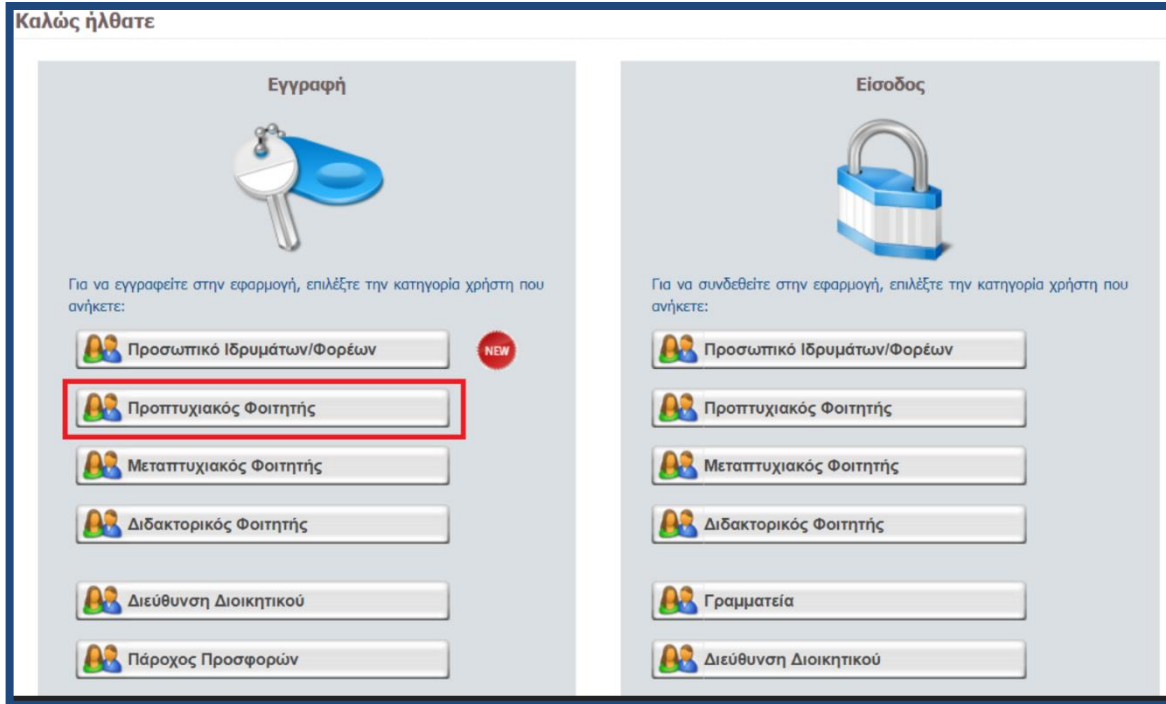 Καλώς ήλθατε
Εγγραφή
Για να εγγραφείτε στην εφαρμογή, επιλέξτε την κατηγορία χρήστη που
ανήκετε:
Προσωπικό Ιδρυμάτων/Φορέων
NEW
Προπτυχιακός Φοιτητής
Μεταπτυχιακός Φοιτητής
Διδακτορικός Φοιτητής
Διεύθυνση Διοικητικού
Πάροχος Προσφορών
Είσοδος
Για να συνδεθείτε στην εφαρμογή, επιλέξτε την κατηγορία χρήστη που
ανήκετε:
Προσωπικό Ιδρυμάτων/Φορέων
Προπτυχιακός Φοιτητής
Μεταπτυχιακός Φοιτητής
Διδακτορικός Φοιτητής
Γραμματεία
Διεύθυνση Διοικητικού